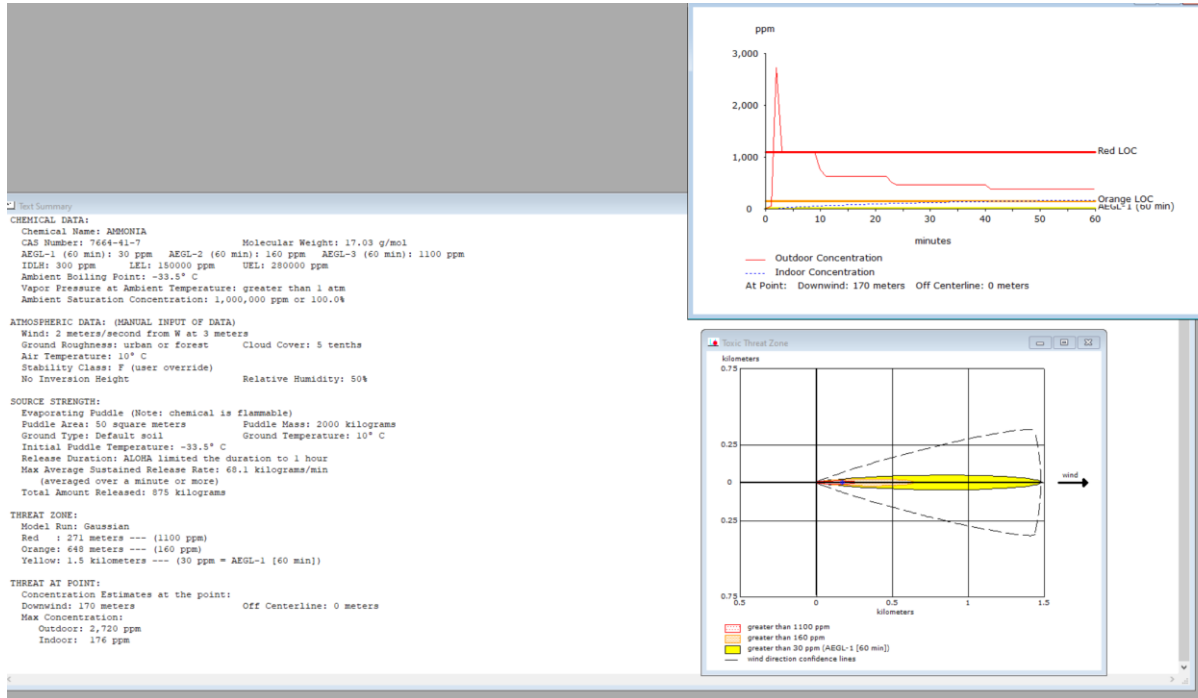 ppm
3,000
2,000
1,000
0
Red LOC
Orange LOC
AEGL-1 (60 min)
0 10 20 30 40 50 60
minutes
Outdoor Concentration
Indoor Concentration
At Point: Downwind: 170 meters Off Centerline: 0 meters
Text Summary
CHEMICAL DATA:
Chemical Name: AMMONIA
CAS Number: 7664-41-7 Molecular Weight: 17.03 g/mol
AEGL-1 (60 min): 30 ppm AEGL-2 (60 min): 160 ppm AEGL-3 (60 min): 1100 ppm
IDLH: 300 ppm LEL: 150000 ppm UEL: 280000 ppm
Ambient Boiling Point: -33.5° C
Vapor Pressure at Ambient Temperature: greater than 1 atm
Ambient Saturation Concentration: 1,000,000 ppm or 100.0%
ATMOSPHERIC DATA: (MANUAL INPUT OF DATA)
Wind: 2 meters/second from W at 3 meters
Ground Roughness: urban or forest Cloud Cover: 5 tenths
Air Temperature: 10° C
Stability Class: F (user override)
No Inversion Height Relative Humidity: 50%
SOURCE STRENGTH:
Evaporating Puddle (Note: chemical is flammable)
Puddle Area: 50 square meters Puddle Mass: 2000 kilograms
Ground Type: Default soil Ground Temperature: 10° C
Initial Puddle Temperature: -33.5° C
Release Duration: ALOHA limited the duration to 1 hour
Max Average Sustained Release Rate: 68.1 kilograms/min
(averaged over a minute or more)
Total Amount Released: 875 kilograms
THREAT ZONE:
Model Run: Gaussian
Red : 271 meters --- (1100 ppm)
Orange: 648 meters --- (160 ppm)
Yellow: 1.5 kilometers --- (30 ppm = AEGL-1 [60 min])
THREAT AT POINT:
Concentration Estimates at the point:
Downwind: 170 meters Off Centerline: 0 meters
Max Concentration:
Outdoor: 2,720 ppm
Indoor: 176 ppm
Toxic Threat Zone
kilometers
0.75
0.25
0
0.25
0.75
wind
0.5 0 0.5 1 1.5
kilometers
greater than 1100 ppm
greater than 160 ppm
greater than 30 ppm (AEGL-1 [60 min])
wind direction confidence lines